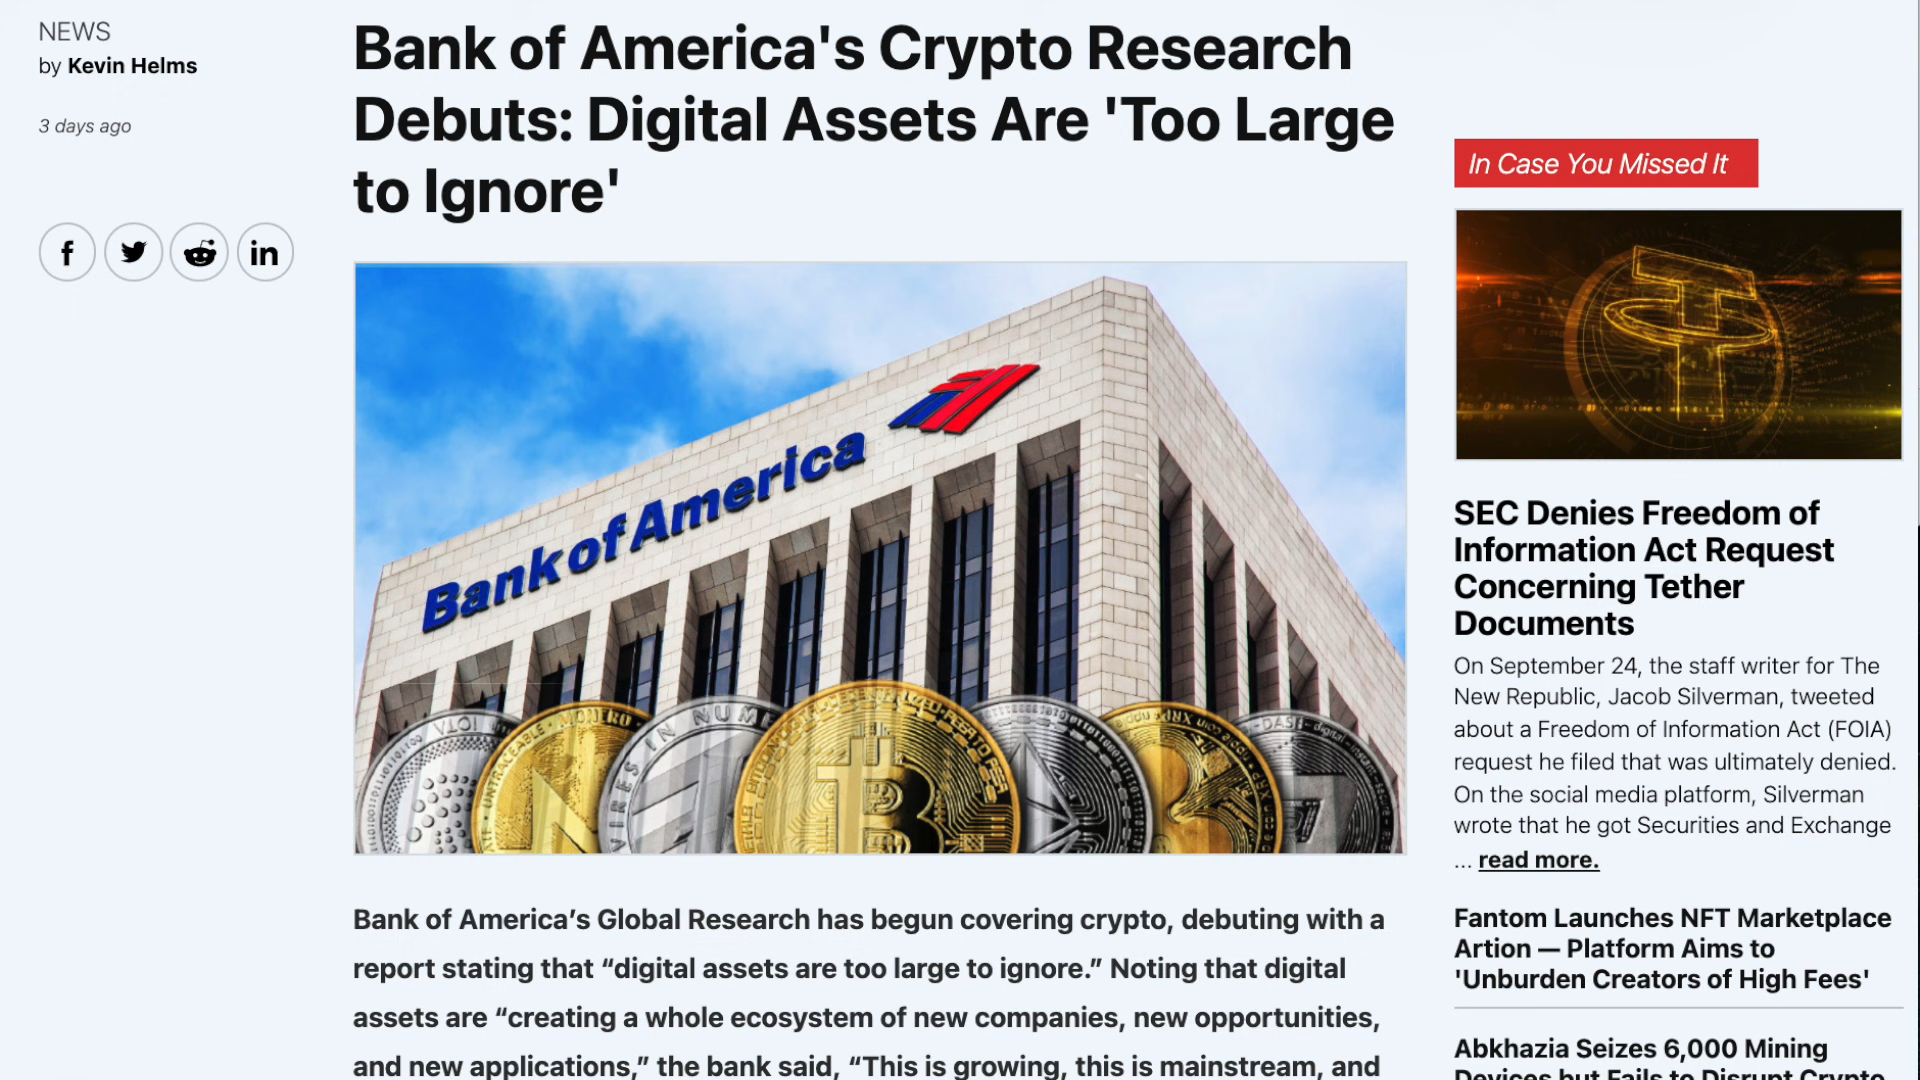 NEWS
by Kevin Helms
3 days ago
Bank of America's Crypto Research
Debuts: Digital Assets Are 'Too Large
to Ignore'
Bank of America
Bank of America’s Global Research has begun covering crypto, debuting with a
report stating that “digital assets are too large to ignore.” Noting that digital
assets are “creating a whole ecosystem of new companies, new opportunities,
and new applications,” the bank said, “This is growing, this is mainstream, and
In Case You Missed It
SEC Denies Freedom of
Information Act Request
Concerning Tether
Documents
On September 24, the staff writer for The
New Republic, Jacob Silverman, tweeted
about a Freedom of Information Act (FOIA)
request he filed that was ultimately denied.
On the social media platform, Silverman
wrote that he got Securities and Exchange
... read more.
Fantom Launches NFT Marketplace
Artion — Platform Aims to
'Unburden Creators of High Fees'
Abkhazia Seizes 6,000 Mining
Devices but Fails to Disrupt Crypto